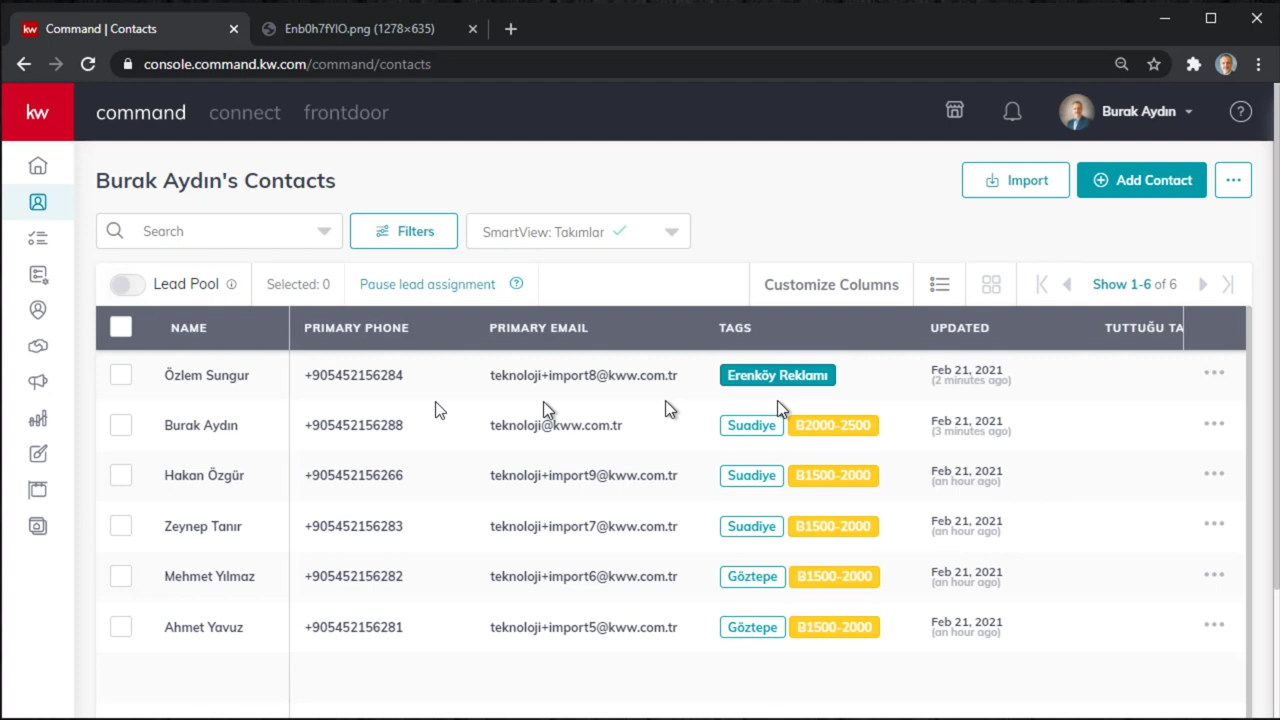 kw Command | Contacts
Enb0h7fYIO.png (1278×635)
console.command.kw.com/command/contacts
kw command connect frontdoor Burak Aydın
Burak Aydın's Contacts
Import Add Contact
Search Filters SmartView: Takımlar
Lead Pool Selected: 0 Pause lead assignment Customize Columns Show 1-6 of 6
NAME PRIMARY PHONE PRIMARY EMAIL TAGS UPDATED TUTTUĞU TA
Özlem Sungur +905452156284 teknoloji+import8@kww.com.tr Erenköy Reklamı Feb 21, 2021
(2 minutes ago)
Burak Aydın +905452156288 teknoloji@kww.com.tr Suadiye B2000-2500 Feb 21, 2021
(3 minutes ago)
Hakan Özgür +905452156266 teknoloji+import9@kww.com.tr Suadiye B1500-2000 Feb 21, 2021
(an hour ago)
Zeynep Tanır +905452156283 teknoloji+import7@kww.com.tr Suadiye B1500-2000 Feb 21, 2021
(an hour ago)
Mehmet Yılmaz +905452156282 teknoloji+import6@kww.com.tr Göztepe B1500-2000 Feb 21, 2021
(an hour ago)
Ahmet Yavuz +905452156281 teknoloji+import5@kww.com.tr Göztepe B1500-2000 Feb 21, 2021
(an hour ago)